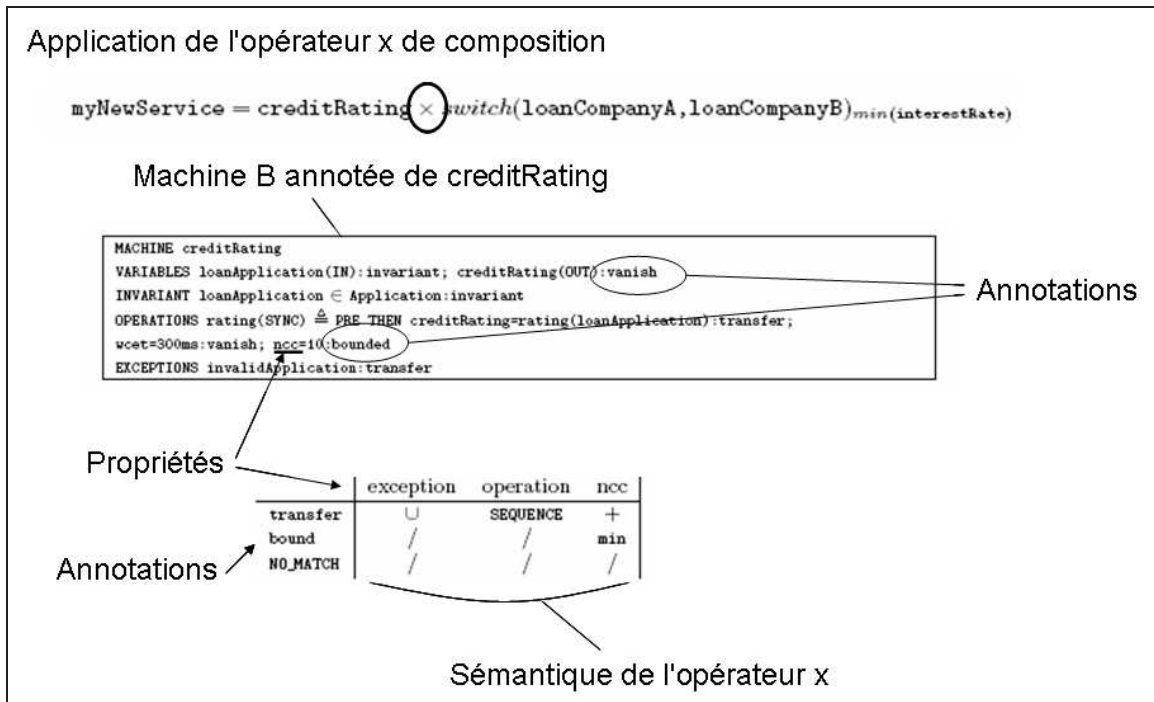 Application de l'opérateur x de composition
myNewService = creditRating × switch(loanCompanyA,loanCompanyB)min(interestRate)
Machine B annotée de creditRating
MACHINE creditRating
VARIABLES loanApplication(IN):invariant; creditRating(OUT):vanish
INVARIANT loanApplication ∈ Application:invariant
Annotations
OPERATIONS rating(SYNC) ≜ PRE THEN creditRating=rating(loanApplication):transfer;
wcet=300ms:vanish; ncc=10:bounded
EXCEPTIONS invalidApplication:transfer
Propriétés
exception operation ncc
transfer ∪ SEQUENCE +
bound / / min
Annotations
NO_MATCH / / /
Sémantique de l'opérateur x